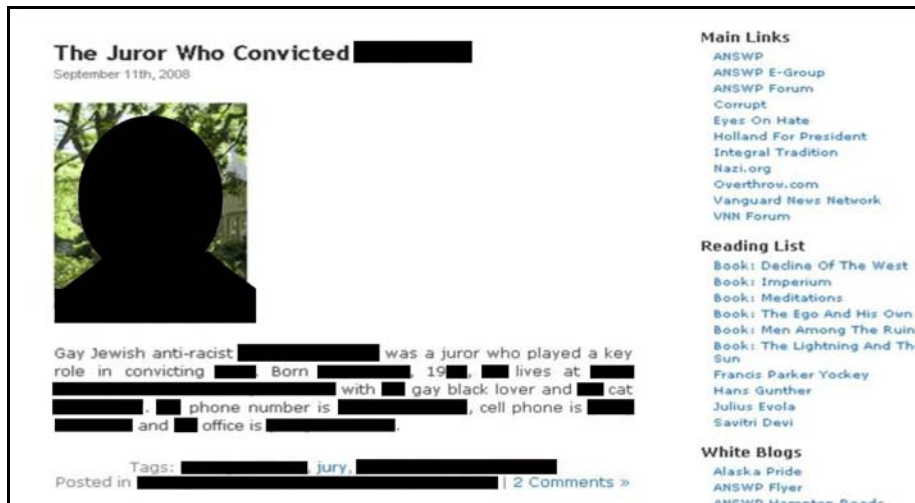 The Juror Who Convicted
September 11th, 2008
Gay Jewish anti-racist was a juror who played a key
role in convicting . Born , 19 , lives at
with gay black lover and cat
. phone number is , cell phone is
and office is .
Tags: , jury,
Posted in | 2 Comments »
Main Links
ANSWP
ANSWP E-Group
ANSWP Forum
Corrupt
Eyes On Hate
Holland For President
Integral Tradition
Nazi.org
Overthrow.com
Vanguard News Network
VNN Forum
Reading List
Book: Decline Of The West
Book: Imperium
Book: Meditations
Book: The Ego And His Own
Book: Men Among The Ruin
Book: The Lightning And Th
Sun
Francis Parker Yockey
Hans Gunther
Julius Evola
Savitri Devi
White Blogs
Alaska Pride
ANSWP Flyer
ANSWP Hampton Roads